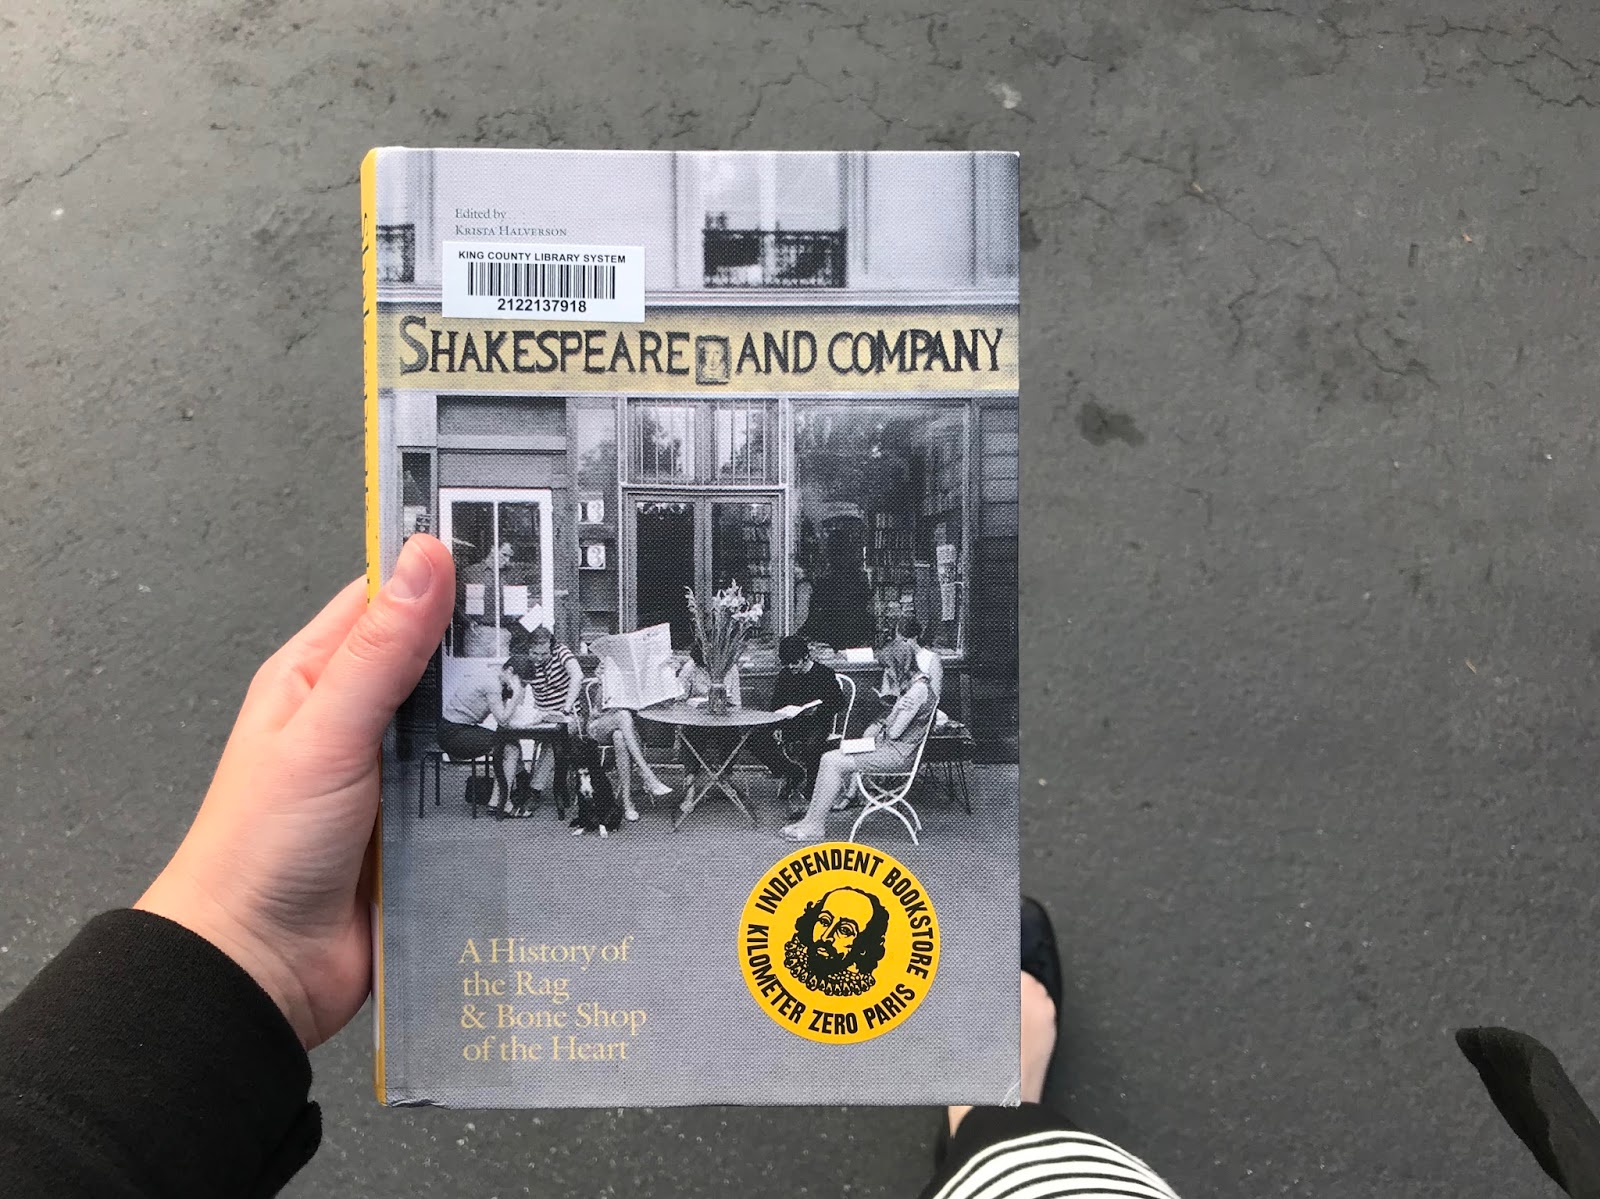 Edited by
KRISTA HALVERSON
KING COUNTY LIBRARY SYSTEM
2122137918
SHAKESPEARE AND COMPANY
13
INDEPENDENT BOOKSTORE
KILOMETER ZERO PARIS
A History of
the Rag
& Bone Shop
of the Heart